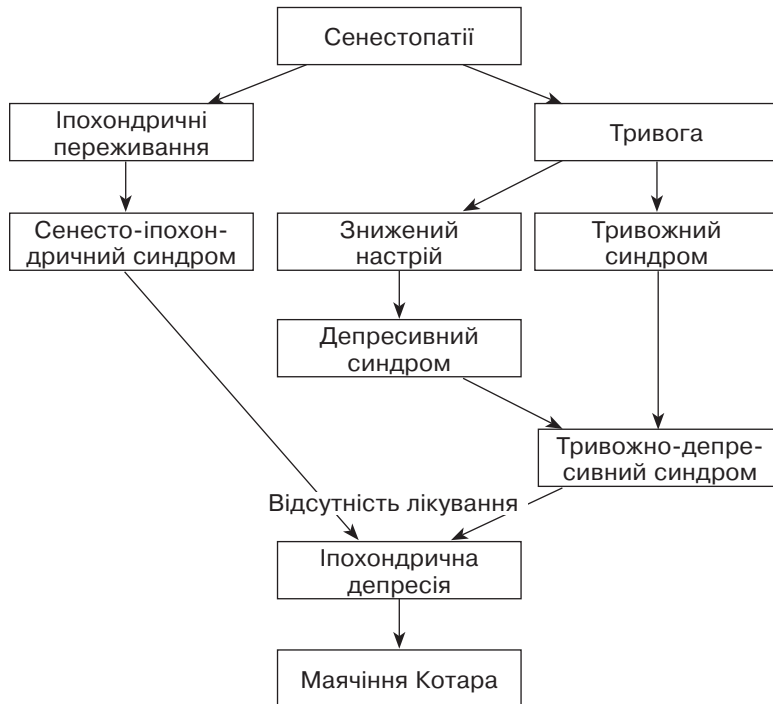 Сенестопатії
Іпохондричні
переживання
Тривога
Сенесто-іпохон-
дричний синдром
Знижений
настрій
Тривожний
синдром
Депресивний
синдром
Тривожно-депре-
сивний синдром
Відсутність лікування
Іпохондрична
депресія
Маячіння Котара